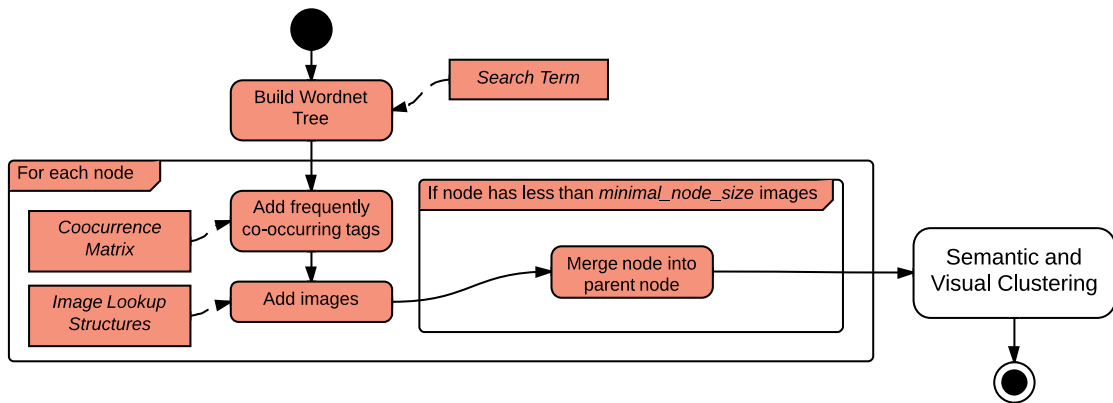 Search Term
Build Wordnet
Tree
For each node
If node has less than minimal_node_size images
Add frequently
co-occurring tags
Coocurrence
Matrix
Semantic and
Visual Clustering
Merge node into
parent node
Add images
Image Lookup
Structures